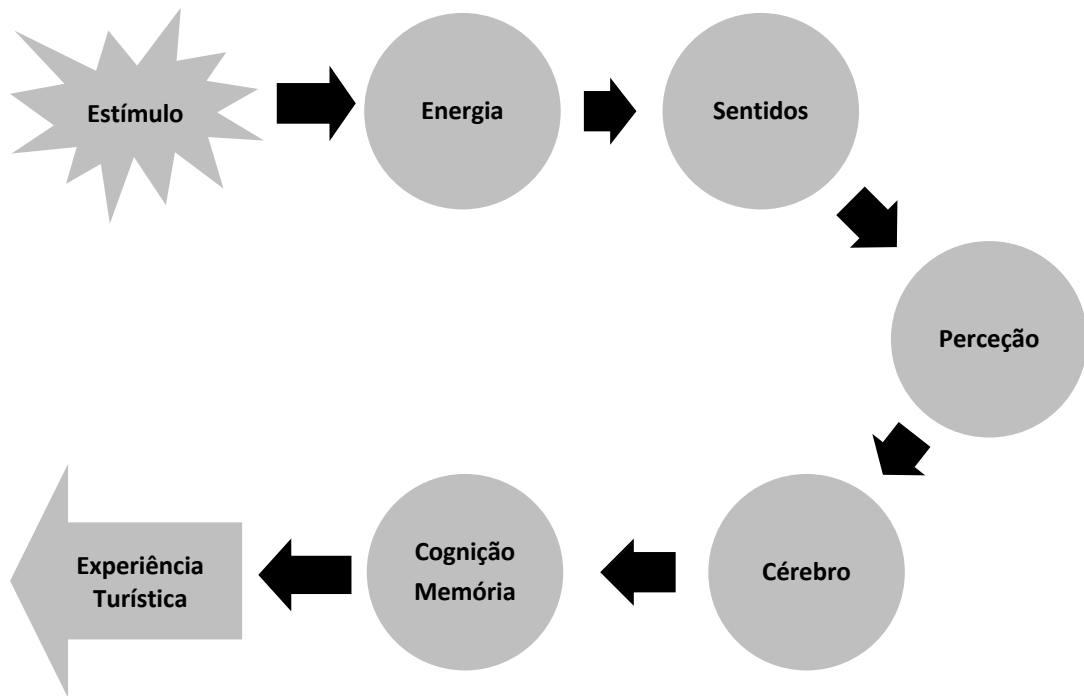 Estímulo
Energia
Sentidos
Perceção
Cérebro
Cognição
Memória
Experiência
Turística